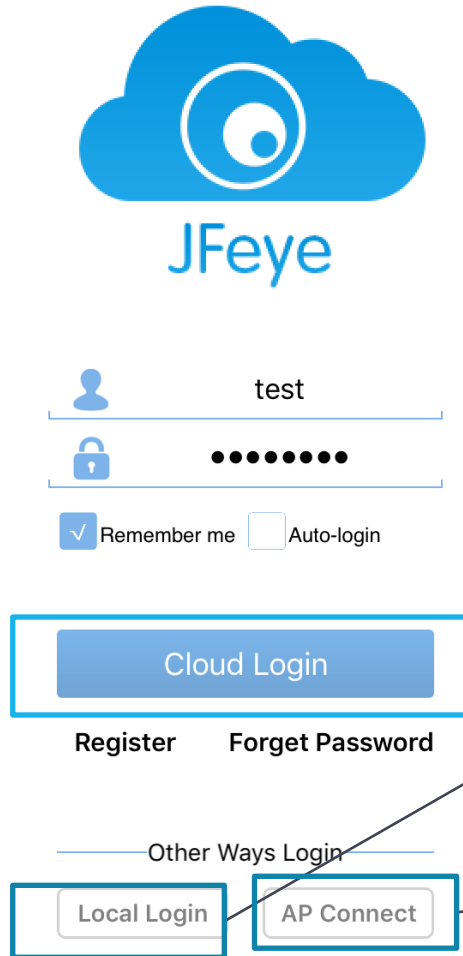 JFeye
test
••••••••
√ Remember me Auto-login
Cloud Login
Register Forget Password
Other Ways Login
Local Login AP Connect